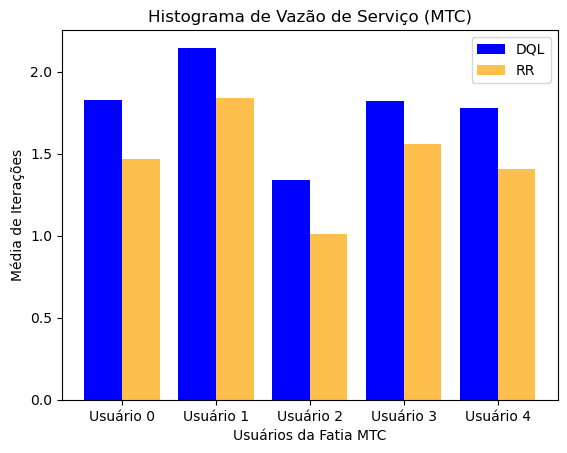 Histograma de Vazão de Serviço (MTC)
DQL
RR
Média de Iterações
2.0
1.5
1.0
0.5
0.0
Usuário 0 Usuário 1 Usuário 2 Usuário 3 Usuário 4
Usuários da Fatia MTC